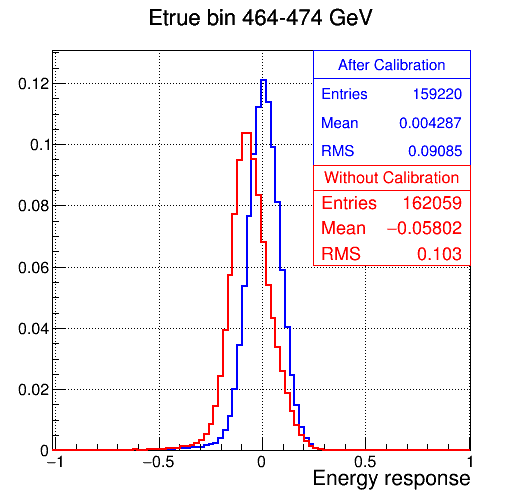 Etrue bin 464-474 GeV
After Calibration
Entries 159220
Mean 0.004287
RMS 0.09085
Without Calibration
Entries 162059
Mean −0.05802
RMS 0.103
0.12
0.1
0.08
0.06
0.04
0.02
0
−1 −0.5 0 0.5 1
Energy response